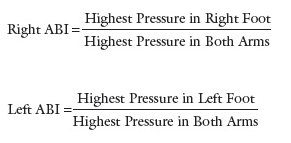 Right ABI = Highest Pressure in Right Foot
Highest Pressure in Both Arms
Left ABI = Highest Pressure in Left Foot
Highest Pressure in Both Arms